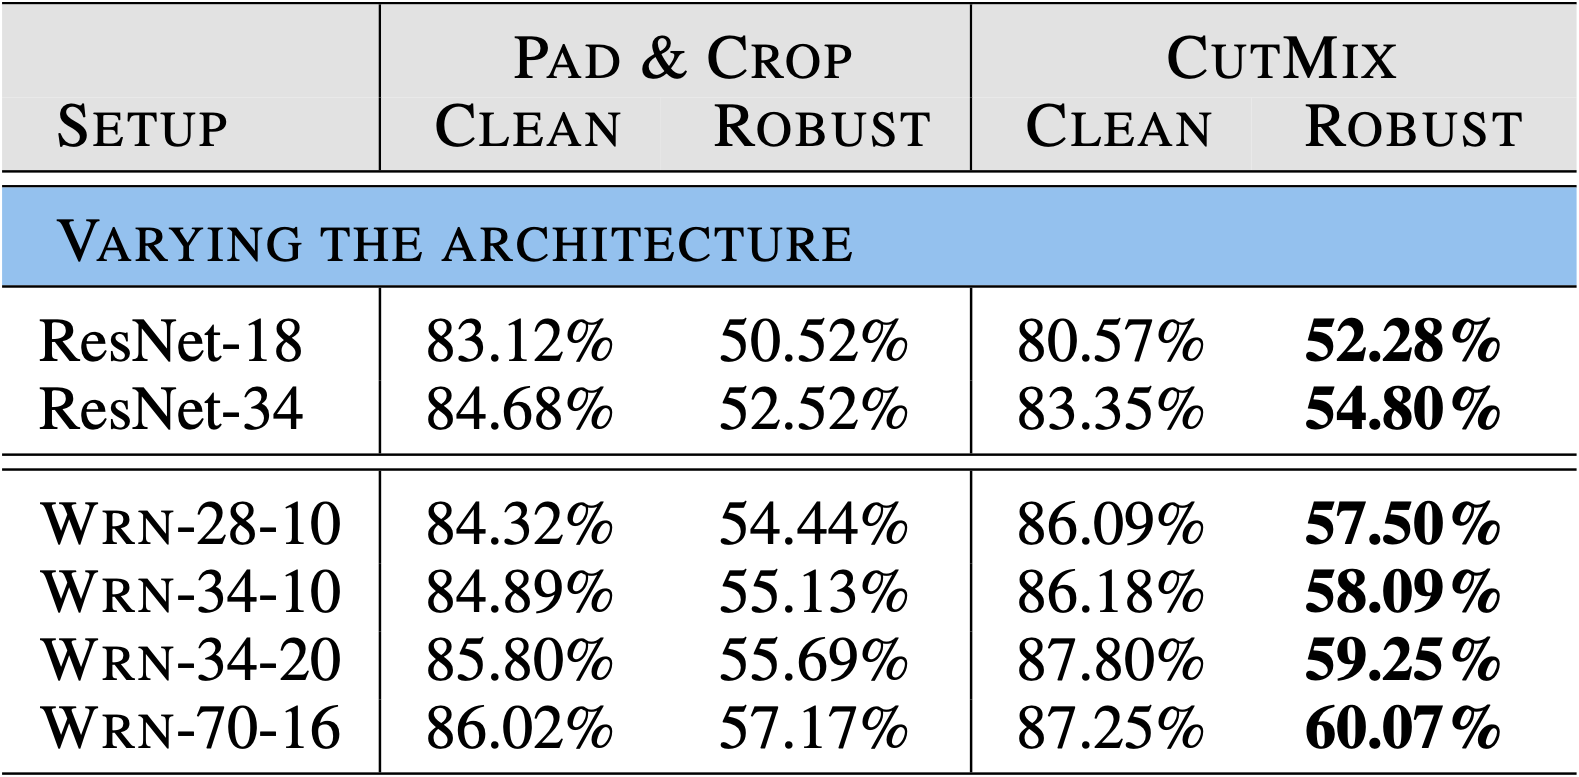 PAD & CROP CUTMIX
SETUP CLEAN ROBUST CLEAN ROBUST
VARYING THE ARCHITECTURE
ResNet-18 83.12% 50.52% 80.57% 52.28%
ResNet-34 84.68% 52.52% 83.35% 54.80%
WRN-28-10 84.32% 54.44% 86.09% 57.50%
WRN-34-10 84.89% 55.13% 86.18% 58.09%
WRN-34-20 85.80% 55.69% 87.80% 59.25%
WRN-70-16 86.02% 57.17% 87.25% 60.07%